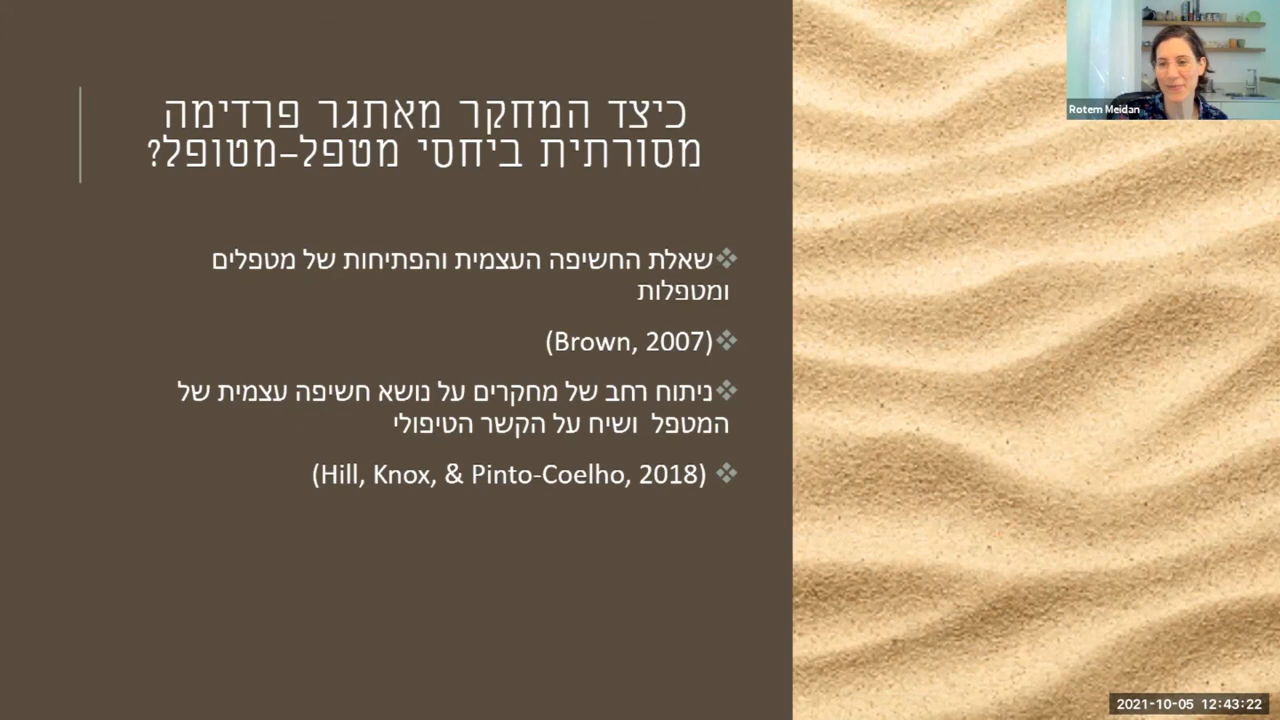 כיצד המחקר מאתגר פרדימה
מסורתית ביחסי מטפל-מטופל?
שאלת החשיפה העצמית והפתיחות של מטפלים
ומטפלות
(Brown, 2007)
ניתוח רחב של מחקרים על נושא חשיפה עצמית של
המטפל ושיח על הקשר הטיפולי
(Hill, Knox, & Pinto-Coelho, 2018)
Rotem Meidan
2021-10-05 12:43:22